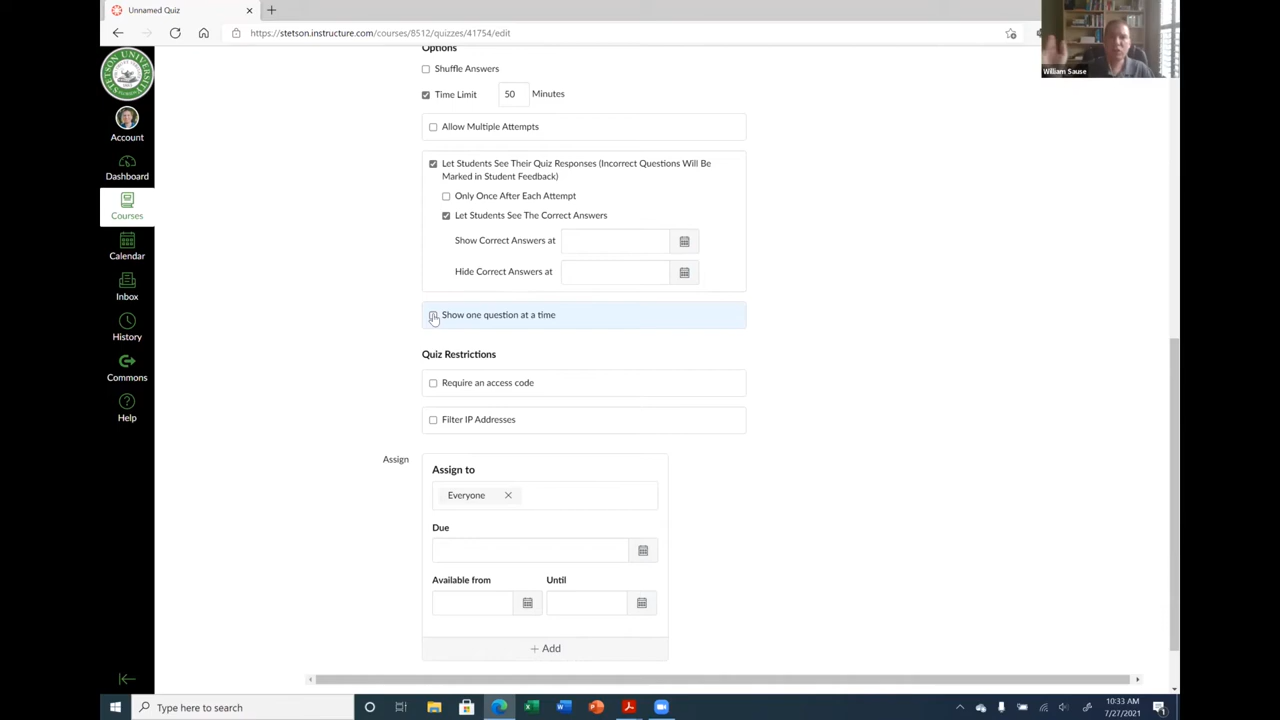 Unnamed Quiz
https://stetson.instructure.com/courses/8512/quizzes/41754/edit
William Sause
STETSON UNIVERSITY
Account
Dashboard
Courses
Calendar
Inbox
History
Commons
Help
Options
Shuffle Answers
Time Limit 50 Minutes
Allow Multiple Attempts
Let Students See Their Quiz Responses (Incorrect Questions Will Be
Marked in Student Feedback)
Only Once After Each Attempt
Let Students See The Correct Answers
Show Correct Answers at
Hide Correct Answers at
Show one question at a time
Quiz Restrictions
Require an access code
Filter IP Addresses
Assign
Assign to
Everyone
Due
Available from Until
+ Add
Type here to search
10:33 AM
7/27/2021